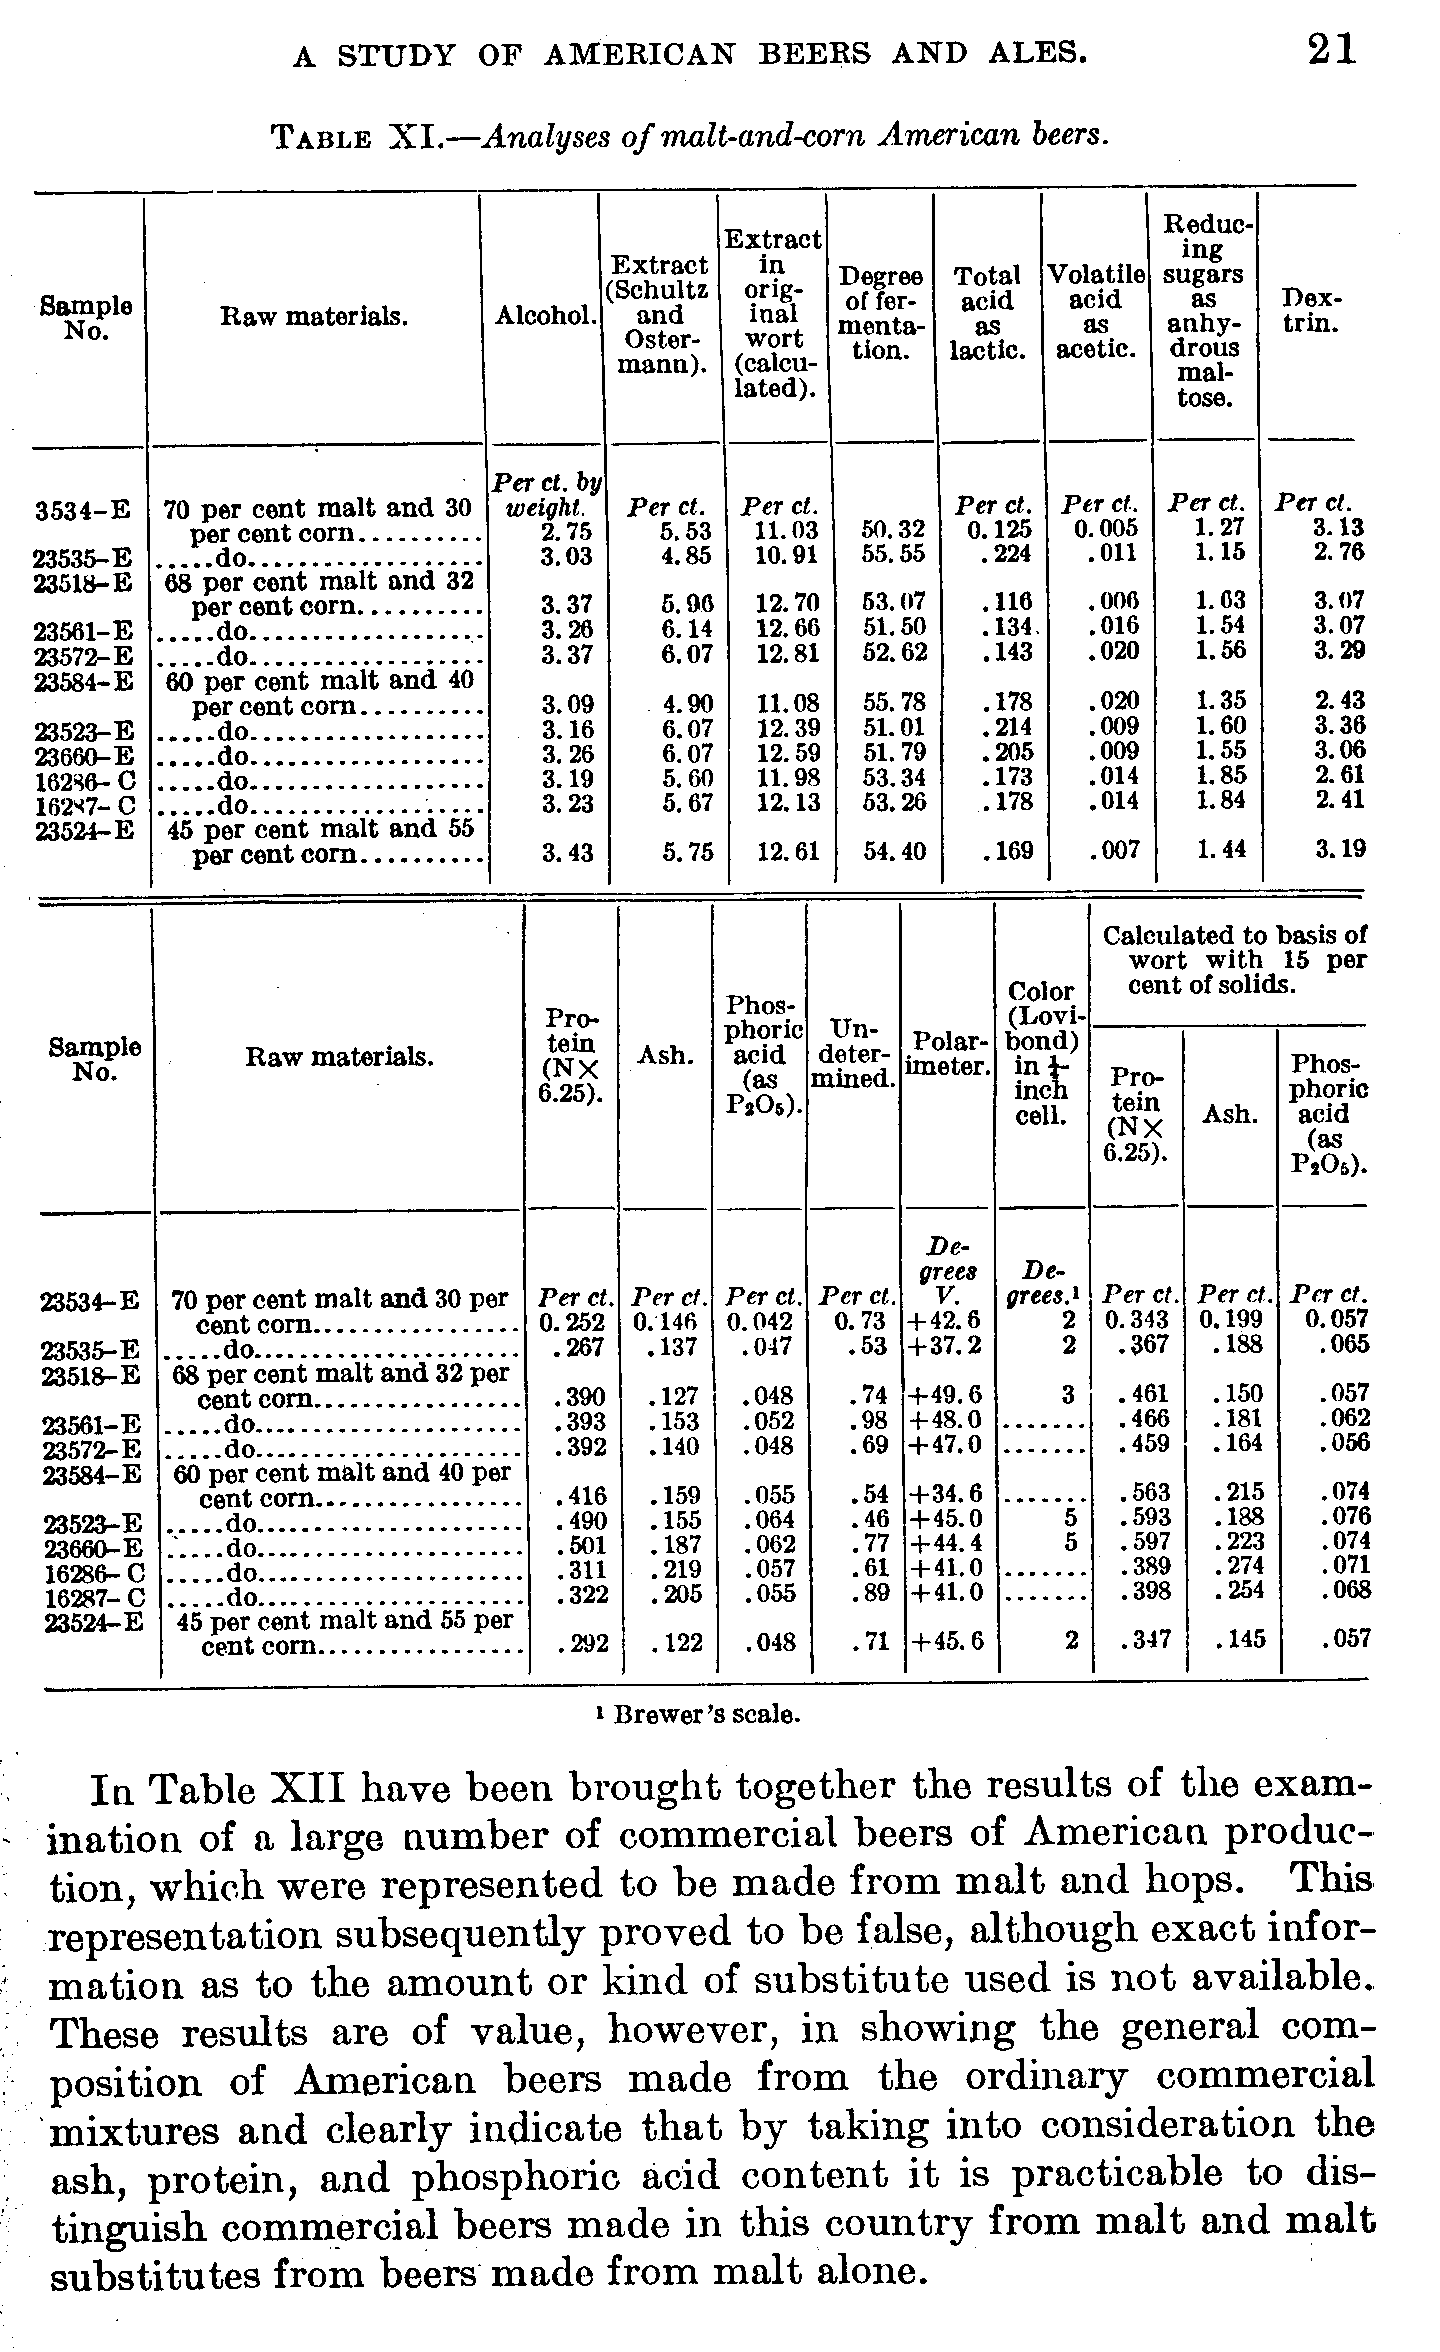 A STUDY OF AMERICAN BEERS AND ALES. 21
TABLE XI.—Analyses of malt-and-corn American beers.
Sample No. | Raw materials. | Alcohol. | Extract (Schultz and Ostermann). | Extract in original wort (calculated). | Degree of fermentation. | Total acid as lactic. | Volatile acid as acetic. | Reducing sugars as anhydrous maltose. | Dextrin.
Per ct. by weight. Per ct. Per ct. Per ct. Per ct. Per ct. Per ct.
3534-E 70 per cent malt and 30
per cent corn.......... 2.75 5.53 11.03 50.32 0.125 0.005 1.27 3.13
23535-E .....do................... 3.03 4.85 10.91 55.55 .224 .011 1.15 2.76
23518-E 68 per cent malt and 32
per cent corn.......... 3.37 5.96 12.70 53.07 .116 .006 1.63 3.07
23561-E .....do................... 3.26 6.14 12.66 51.50 .134 .016 1.54 3.07
23572-E .....do................... 3.37 6.07 12.81 52.62 .143 .020 1.56 3.29
23584-E 60 per cent malt and 40
per cent corn.......... 3.09 4.90 11.08 55.78 .178 .020 1.35 2.43
23523-E .....do................... 3.16 6.07 12.39 51.01 .214 .009 1.60 3.36
23660-E .....do................... 3.26 6.07 12.59 51.79 .205 .009 1.55 3.06
16286-C .....do................... 3.19 5.60 11.98 53.34 .173 .014 1.85 2.61
16287-C .....do................... 3.23 5.67 12.13 53.26 .178 .014 1.84 2.41
23524-E 45 per cent malt and 55
per cent corn.......... 3.43 5.75 12.61 54.40 .169 .007 1.44 3.19
Calculated to basis of wort with 15 per cent of solids.
Sample No. | Raw materials. | Protein (N× 6.25). | Ash. | Phosphoric acid (as P2O5). | Undetermined. | Polarimeter. | Color (Lovibond) in ¼-inch cell. | Protein (N× 6.25). | Ash. | Phosphoric acid (as P2O5).
Per ct. Per ct. Per ct. Per ct. Degrees V. Degrees.¹ Per ct. Per ct. Per ct.
23534-E 70 per cent malt and 30 per
cent corn................. 0.252 0.146 0.042 0.73 +42.6 2 0.343 0.199 0.057
23535-E .....do...................... .267 .137 .047 .53 +37.2 2 .367 .188 .065
23518-E 68 per cent malt and 32 per
cent corn................. .390 .127 .048 .74 +49.6 3 .461 .150 .057
23561-E .....do...................... .393 .153 .052 .98 +48.0 ....... .466 .181 .062
23572-E .....do...................... .392 .140 .048 .69 +47.0 ....... .459 .164 .056
23584-E 60 per cent malt and 40 per
cent corn................. .416 .159 .055 .54 +34.6 ....... .563 .215 .074
23523-E .....do...................... .490 .155 .064 .46 +45.0 5 .593 .188 .076
23660-E .....do...................... .501 .187 .062 .77 +44.4 5 .597 .223 .074
16286-C .....do...................... .311 .219 .057 .61 +41.0 ....... .389 .274 .071
16287-C .....do...................... .322 .205 .055 .89 +41.0 ....... .398 .254 .068
23524-E 45 per cent malt and 55 per
cent corn................. .292 .122 .048 .71 +45.6 2 .347 .145 .057
¹ Brewer's scale.
In Table XII have been brought together the results of the exam-
ination of a large number of commercial beers of American produc-
tion, which were represented to be made from malt and hops. This
representation subsequently proved to be false, although exact infor-
mation as to the amount or kind of substitute used is not available.
These results are of value, however, in showing the general com-
position of American beers made from the ordinary commercial
mixtures and clearly indicate that by taking into consideration the
ash, protein, and phosphoric acid content it is practicable to dis-
tinguish commercial beers made in this country from malt and malt
substitutes from beers made from malt alone.